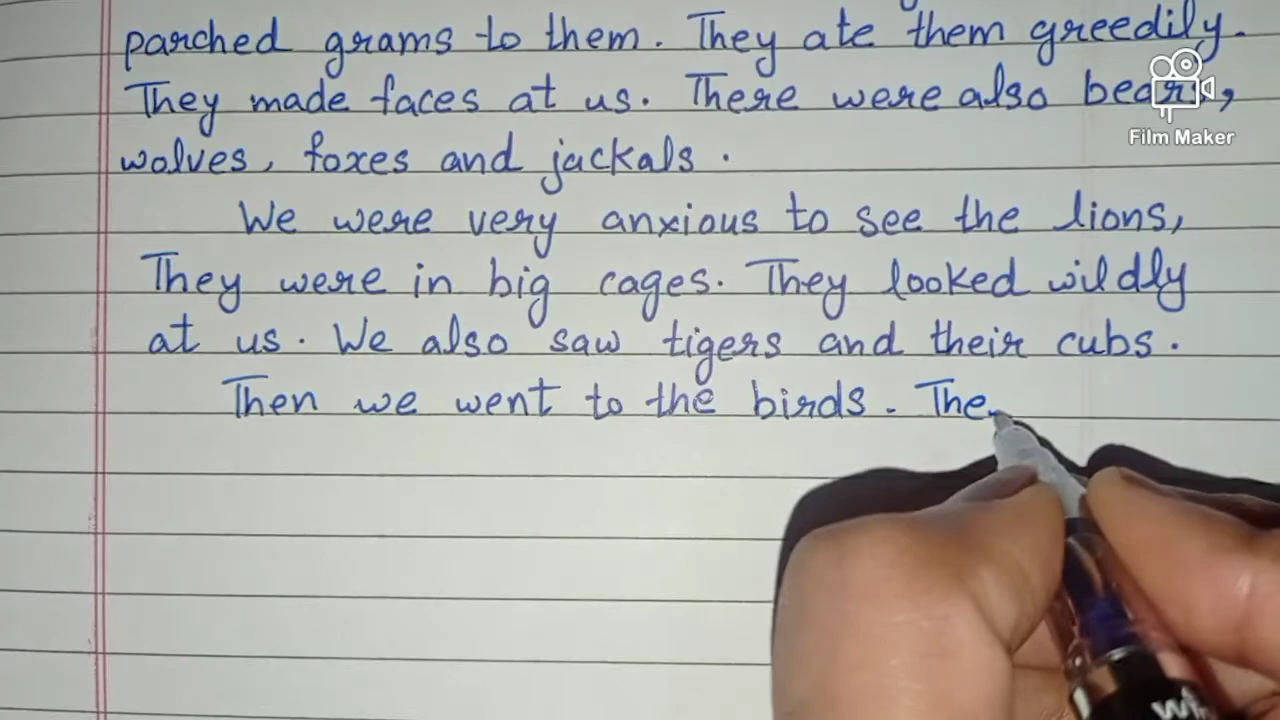 parched grams to them. They ate them greedily.
They made faces at us. There were also bears,
Film Maker
wolves, foxes and jackals.
We were very anxious to see the lions,
They were in big cages. They looked wildly
at us. We also saw tigers and their cubs.
Then we went to the birds. The